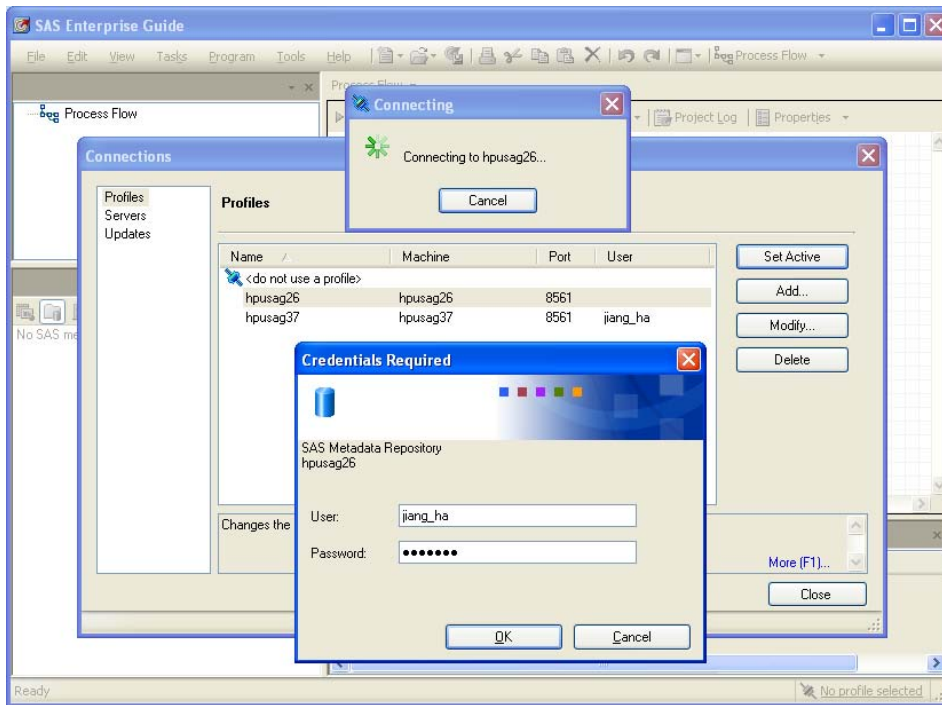 SAS Enterprise Guide
File Edit View Tasks Program Tools Help Process Flow
Process Flow
Project Log Properties
Process Flow
Connecting
Connecting to hpusag26...
Cancel
Connections
Profiles
Servers
Updates
Profiles
Name Machine Port User
<do not use a profile>
hpusag26 hpusag26 8561
hpusag37 hpusag37 8561 jiang_ha
Set Active
Add...
Modify...
Delete
No SAS me
Credentials Required
SAS Metadata Repository
hpusag26
User: jiang_ha
Password: •••••••
OK Cancel
Changes the
More (F1)...
Close
Ready No profile selected